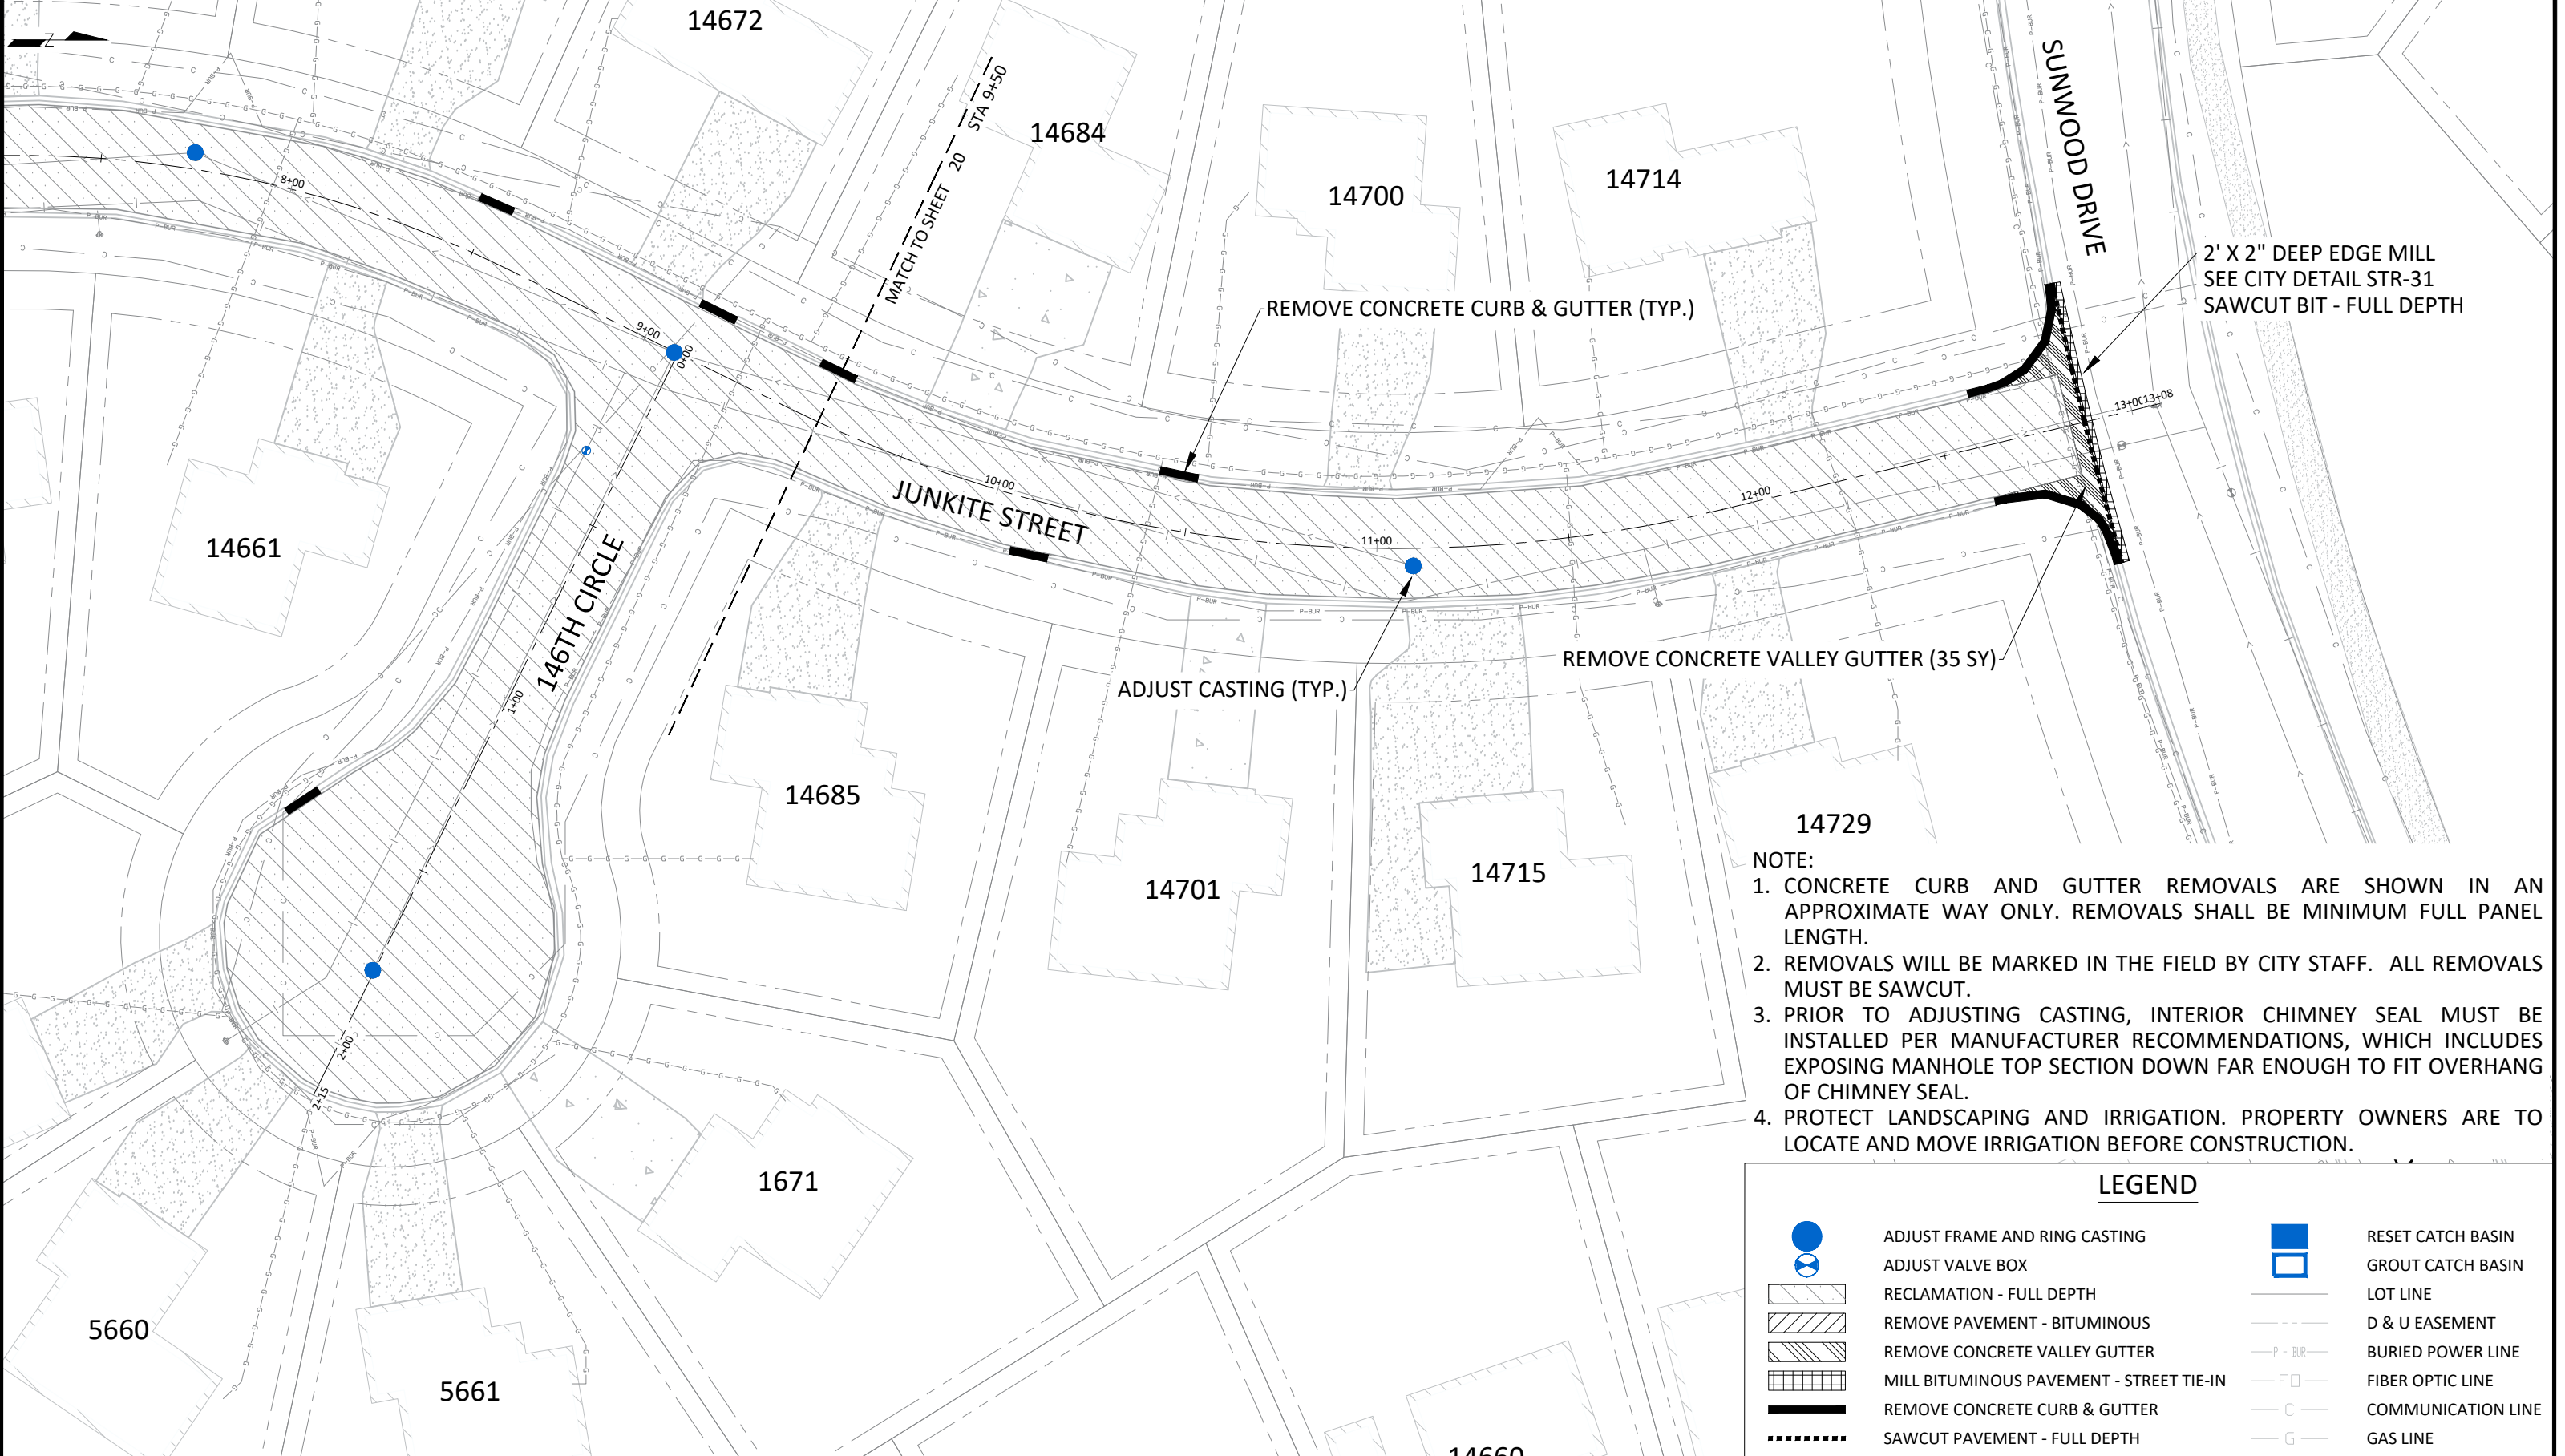 Z
14672
STA 9+50
MATCH TO SHEET 20
14684
14700
14714
SUNWOOD DRIVE
2' X 2" DEEP EDGE MILL
SEE CITY DETAIL STR-31
SAWCUT BIT - FULL DEPTH
REMOVE CONCRETE CURB & GUTTER (TYP.)
8+00
9+00
0+00
10+00
11+00
12+00
13+08
JUNKITE STREET
146TH CIRCLE
1+00
2+00
2+15
14661
ADJUST CASTING (TYP.)
REMOVE CONCRETE VALLEY GUTTER (35 SY)
14685
14701
14715
14729
1671
5660
5661
NOTE:
1. CONCRETE CURB AND GUTTER REMOVALS ARE SHOWN IN AN
APPROXIMATE WAY ONLY. REMOVALS SHALL BE MINIMUM FULL PANEL
LENGTH.
2. REMOVALS WILL BE MARKED IN THE FIELD BY CITY STAFF. ALL REMOVALS
MUST BE SAWCUT.
3. PRIOR TO ADJUSTING CASTING, INTERIOR CHIMNEY SEAL MUST BE
INSTALLED PER MANUFACTURER RECOMMENDATIONS, WHICH INCLUDES
EXPOSING MANHOLE TOP SECTION DOWN FAR ENOUGH TO FIT OVERHANG
OF CHIMNEY SEAL.
4. PROTECT LANDSCAPING AND IRRIGATION. PROPERTY OWNERS ARE TO
LOCATE AND MOVE IRRIGATION BEFORE CONSTRUCTION.
LEGEND
ADJUST FRAME AND RING CASTING
ADJUST VALVE BOX
RECLAMATION - FULL DEPTH
REMOVE PAVEMENT - BITUMINOUS
REMOVE CONCRETE VALLEY GUTTER
MILL BITUMINOUS PAVEMENT - STREET TIE-IN
REMOVE CONCRETE CURB & GUTTER
SAWCUT PAVEMENT - FULL DEPTH
RESET CATCH BASIN
GROUT CATCH BASIN
LOT LINE
D & U EASEMENT
P - BUR BURIED POWER LINE
FIBER OPTIC LINE
C COMMUNICATION LINE
G GAS LINE